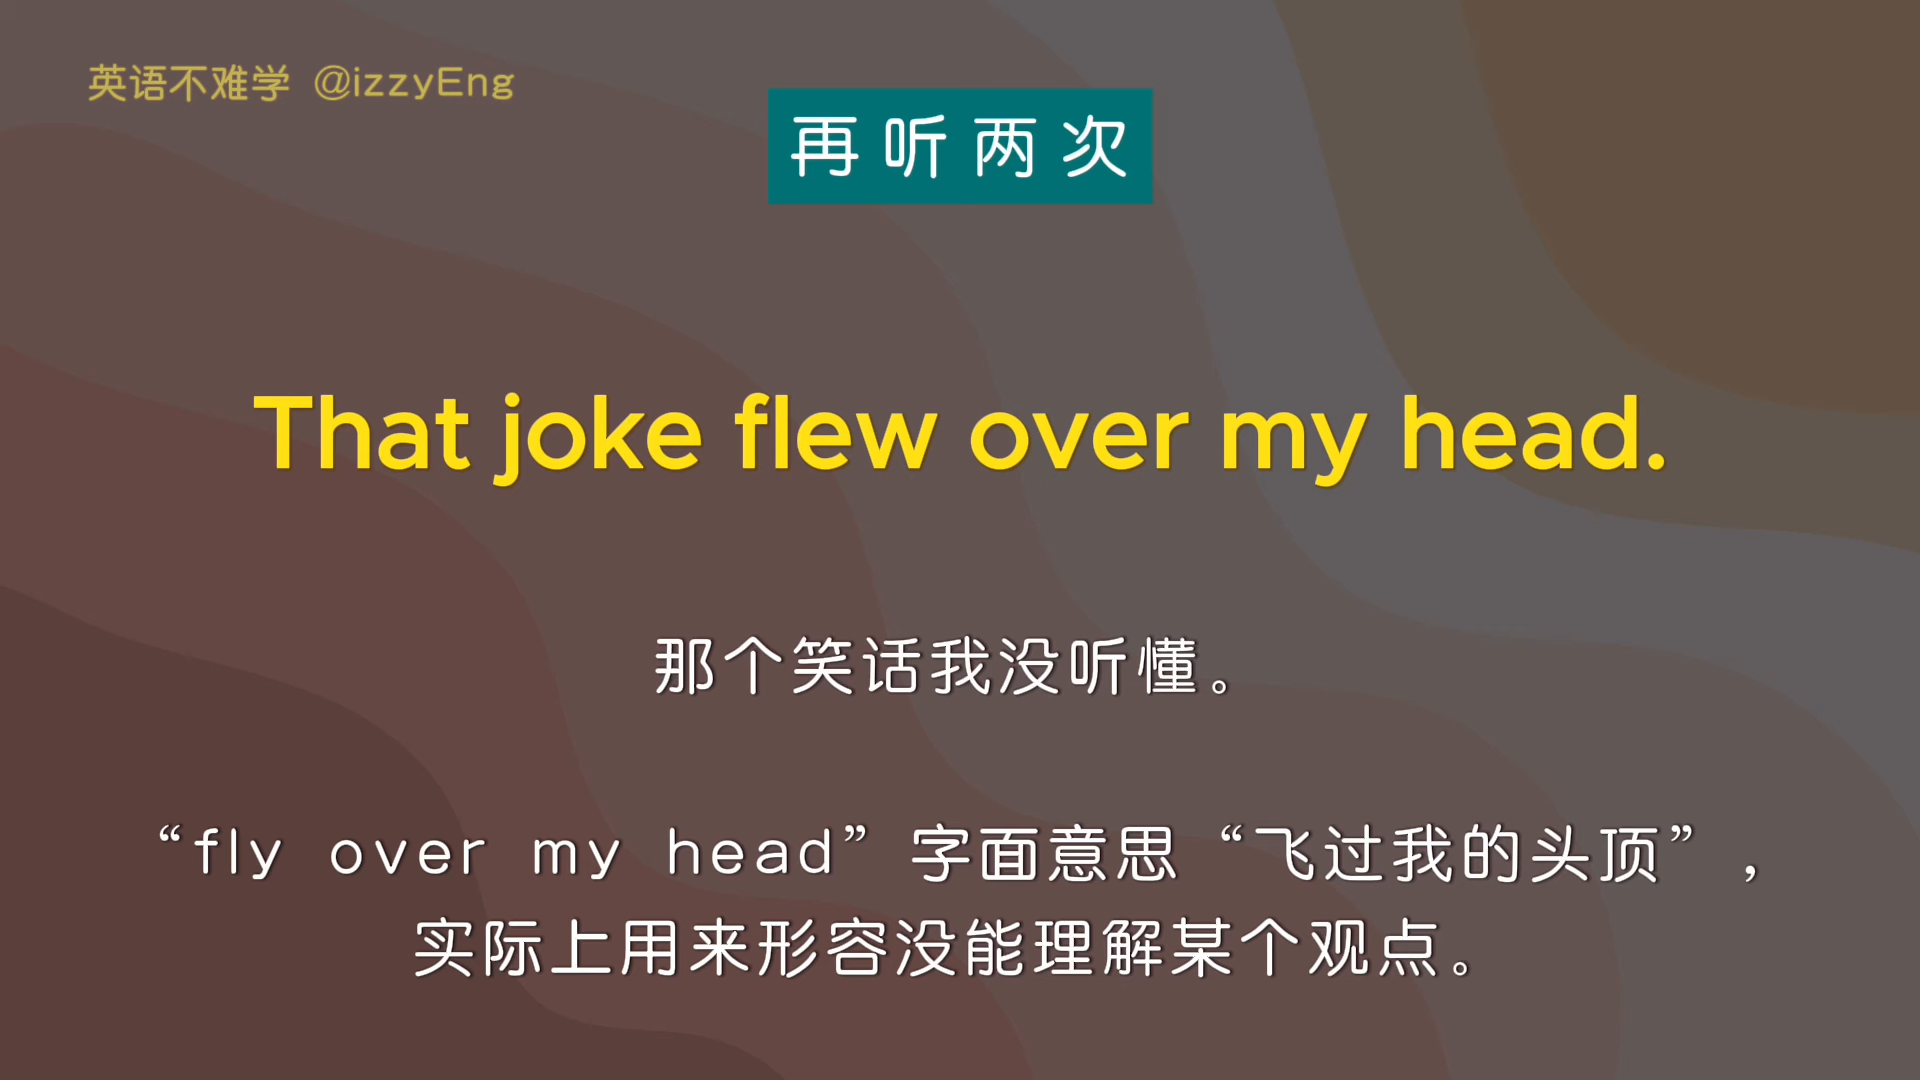 英语不难学 @izzyEng
再听两次
That joke flew over my head.
那个笑话我没听懂。
“fly over my head”字面意思“飞过我的头顶”，
实际上用来形容没能理解某个观点。